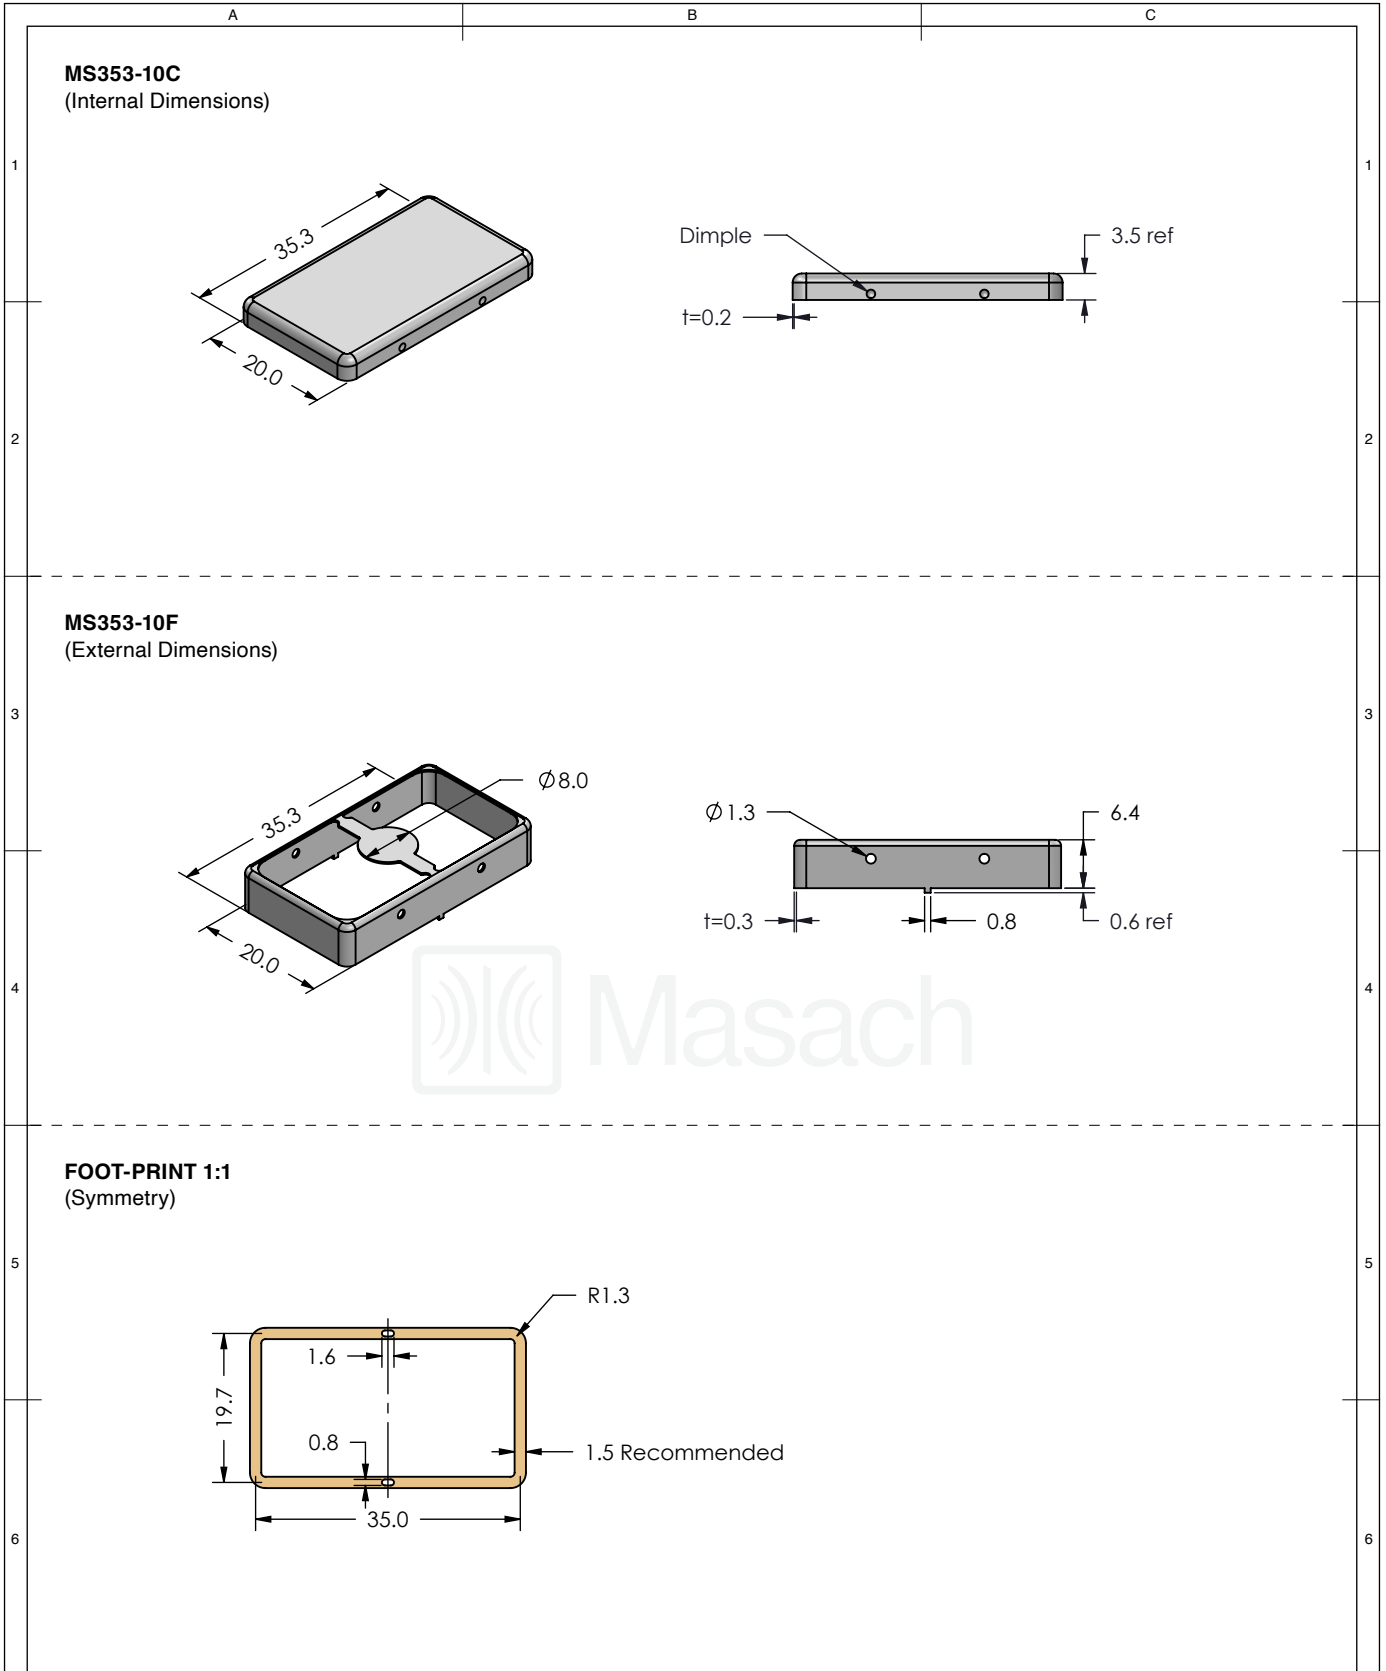 A B C
MS353-10C
(Internal Dimensions)
1 1
35.3
20.0
Dimple
3.5 ref
t=0.2
2 2
MS353-10F
(External Dimensions)
3 3
35.3
Ø8.0
20.0
Ø1.3
6.4
t=0.3
0.8
0.6 ref
Masach
4 4
FOOT-PRINT 1:1
(Symmetry)
5 5
R1.3
1.6
19.7
0.8
1.5 Recommended
35.0
6 6